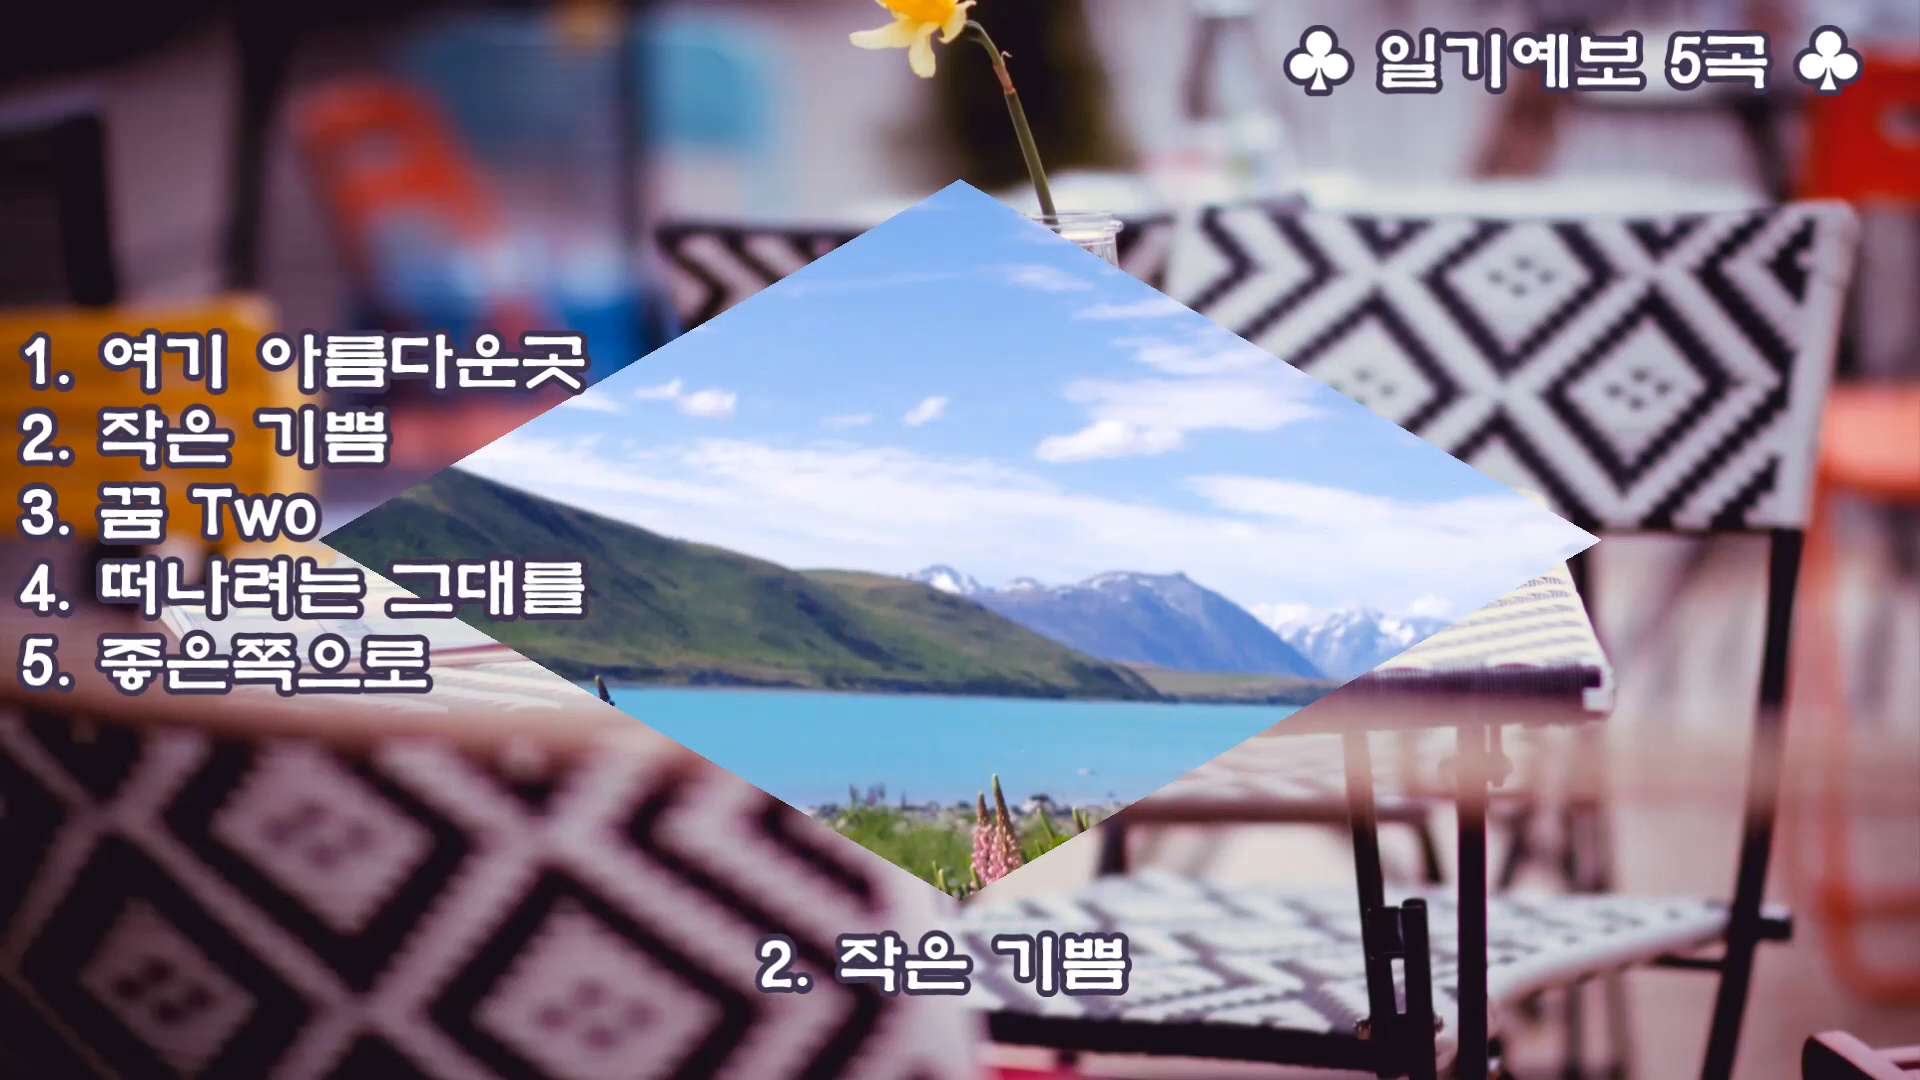 ♣ 일기예보 5곡 ♣
1. 여기 아름다운곳
2. 작은 기쁨
3. 꿈 Two
4. 떠나려는 그대를
5. 좋은쪽으로
2. 작은 기쁨